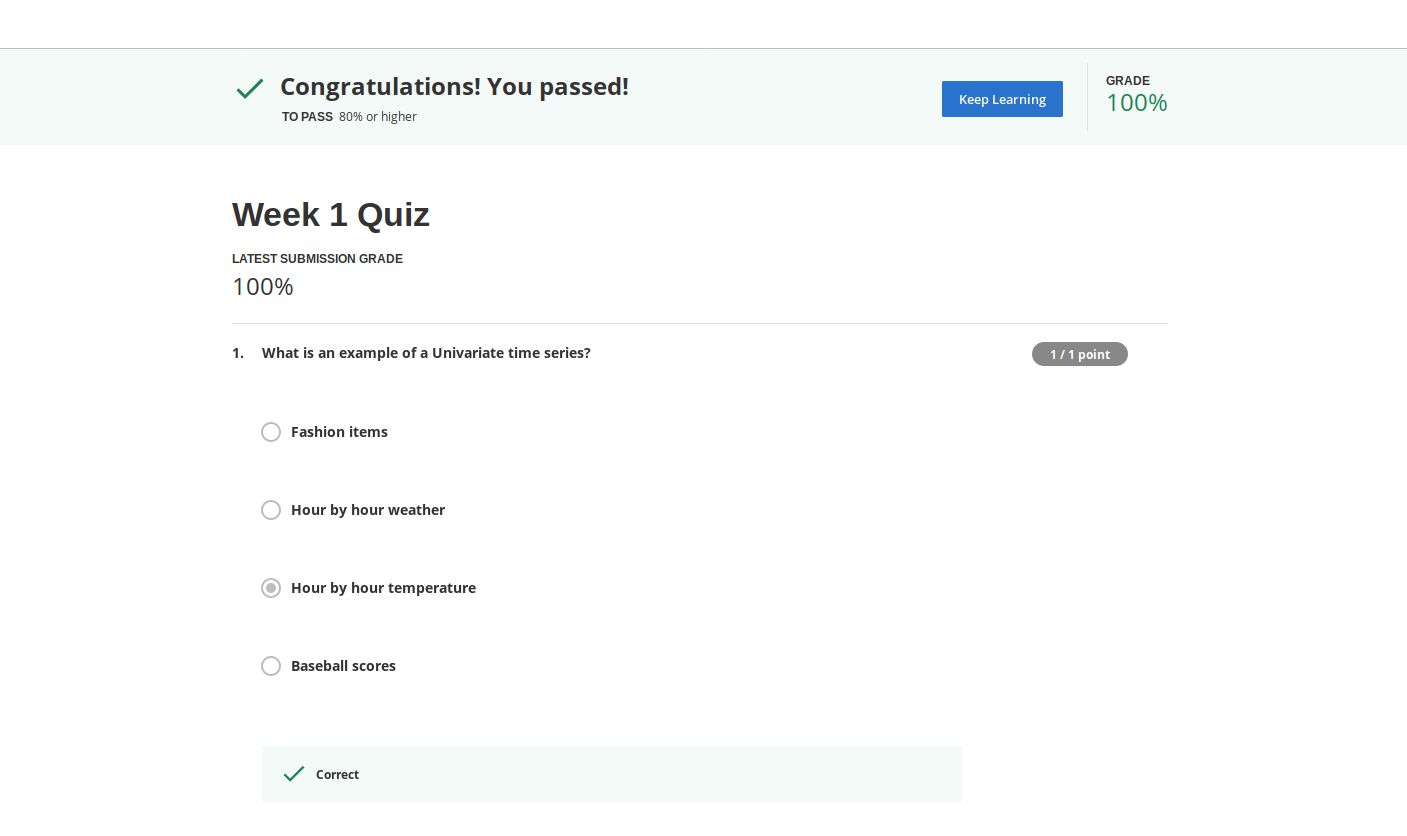 Congratulations! You passed!
TO PASS 80% or higher
Keep Learning
GRADE
100%
Week 1 Quiz
LATEST SUBMISSION GRADE
100%
1. What is an example of a Univariate time series?
1 / 1 point
Fashion items
Hour by hour weather
Hour by hour temperature
Baseball scores
Correct